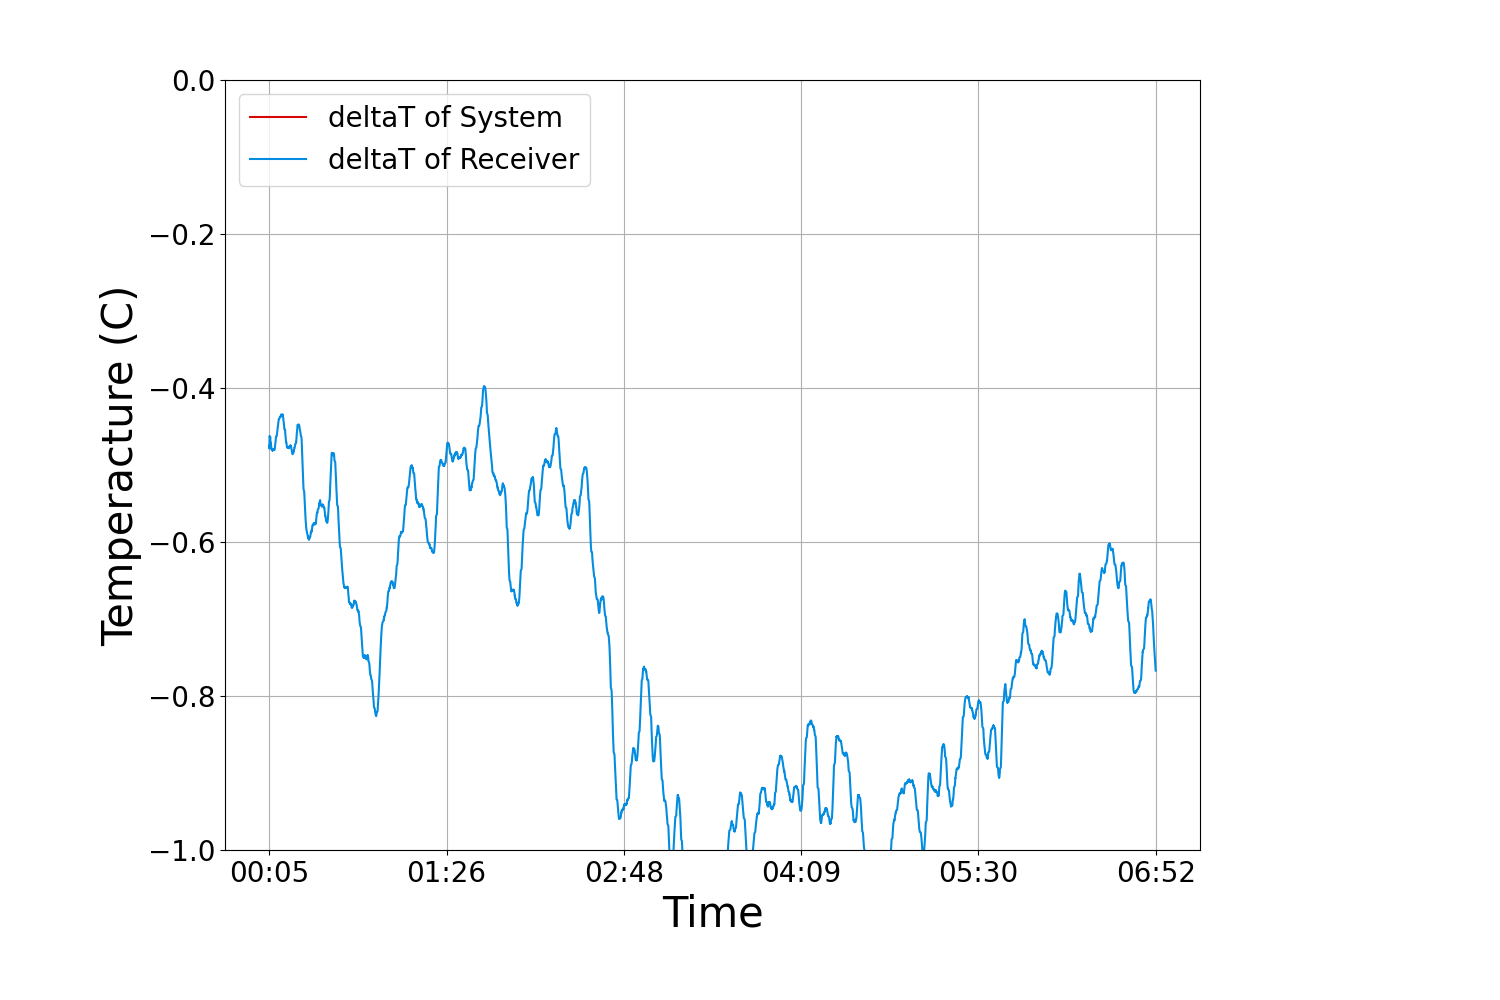 0.0
deltaT of System
deltaT of Receiver
−0.2
−0.4
−0.6
−0.8
−1.0
Temperacture (C)
00:05 01:26 02:48 04:09 05:30 06:52
Time